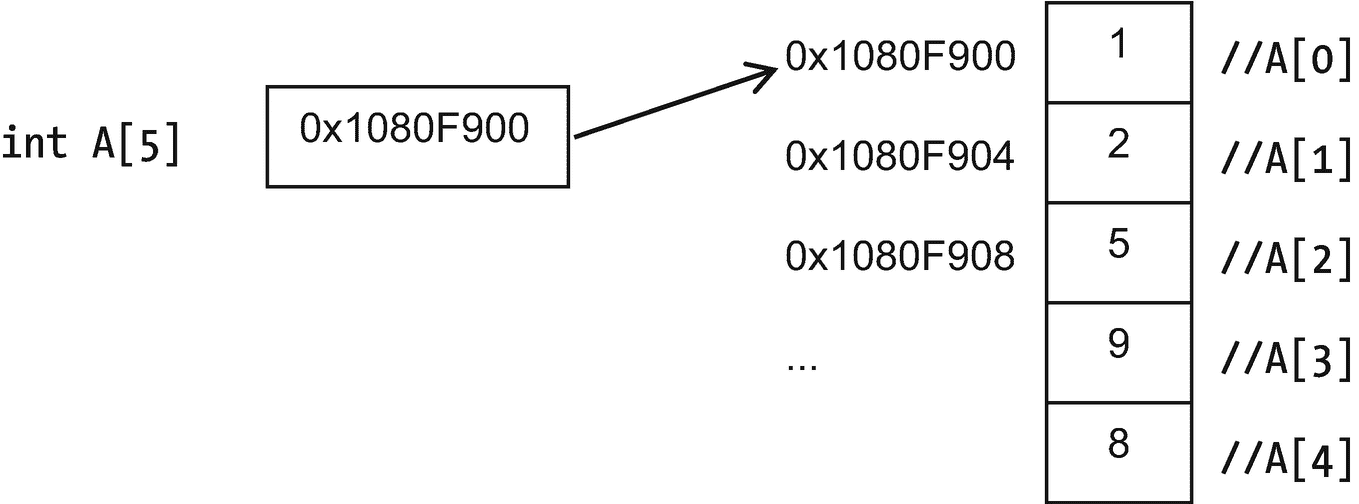 int A[5]
0x1080F900
0x1080F900 1 //A[0]
0x1080F904 2 //A[1]
0x1080F908 5 //A[2]
... 9 //A[3]
8 //A[4]